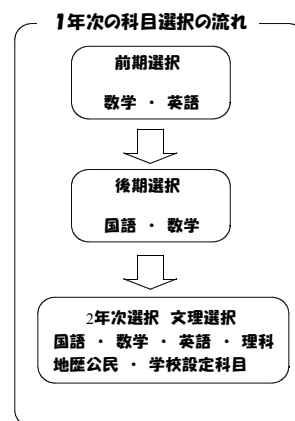 1年次の科目選択の流れ
前期選択
数学 ・ 英語
後期選択
国語 ・ 数学
2年次選択 文理選択
国語 ・ 数学 ・ 英語 ・ 理科
地歴公民 ・ 学校設定科目